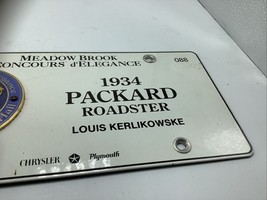 MEADOW BROOK
CONCOURS d'ELEGANCE
088
1934
PACKARD
ROADSTER
LOUIS KERLIKOWSKE
CHRYSLER Plymouth